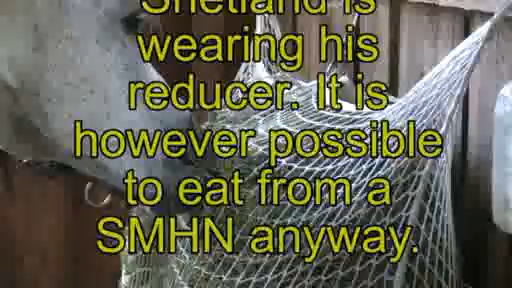 Shetland is
wearing his
reducer. It is
however possible
to eat from a
SMHN anyway.